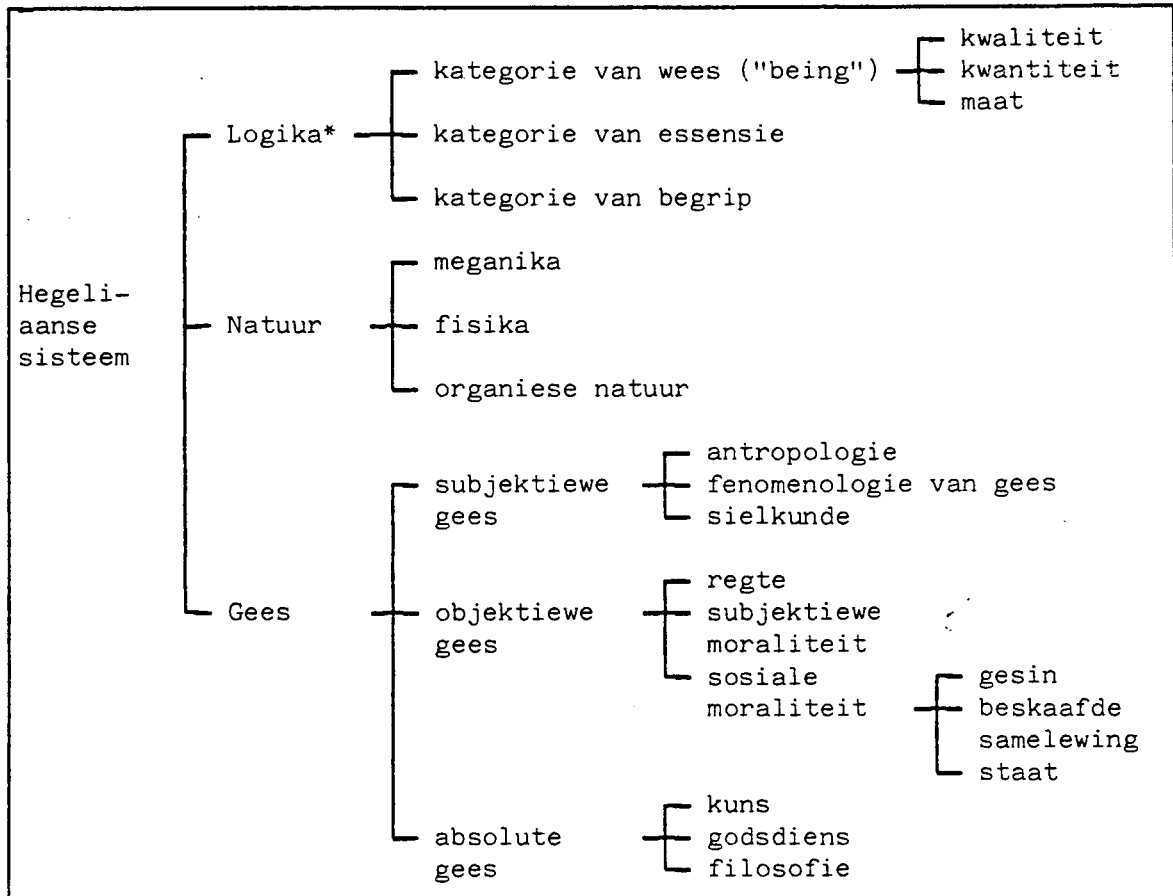 kwaliteit
kategorie van wees ("being")
kwantiteit
maat
Logika*
kategorie van essensie
kategorie van begrip
meganika
Hegeli-
aanse
sisteem
Natuur
fisika
organiese natuur
antropologie
subjektiewe
gees
fenomenologie van gees
sielkunde
regte
Gees
objektiewe
gees
subjektiewe
moraliteit
sosiale
moraliteit
gesin
beskaafde
samelewing
staat
kuns
absolute
gees
godsdiens
filosofie